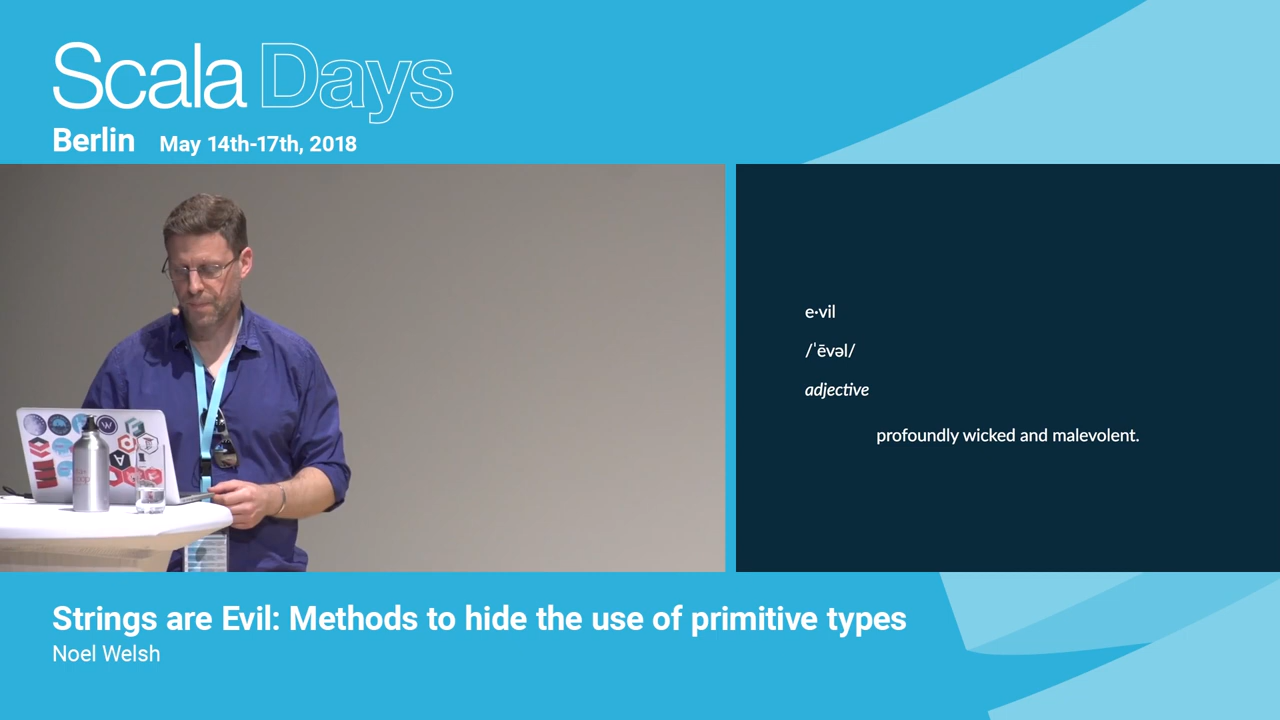 Scala Days
Berlin May 14th-17th, 2018
e·vil
/ˈēvəl/
adjective
profoundly wicked and malevolent.
Strings are Evil: Methods to hide the use of primitive types
Noel Welsh